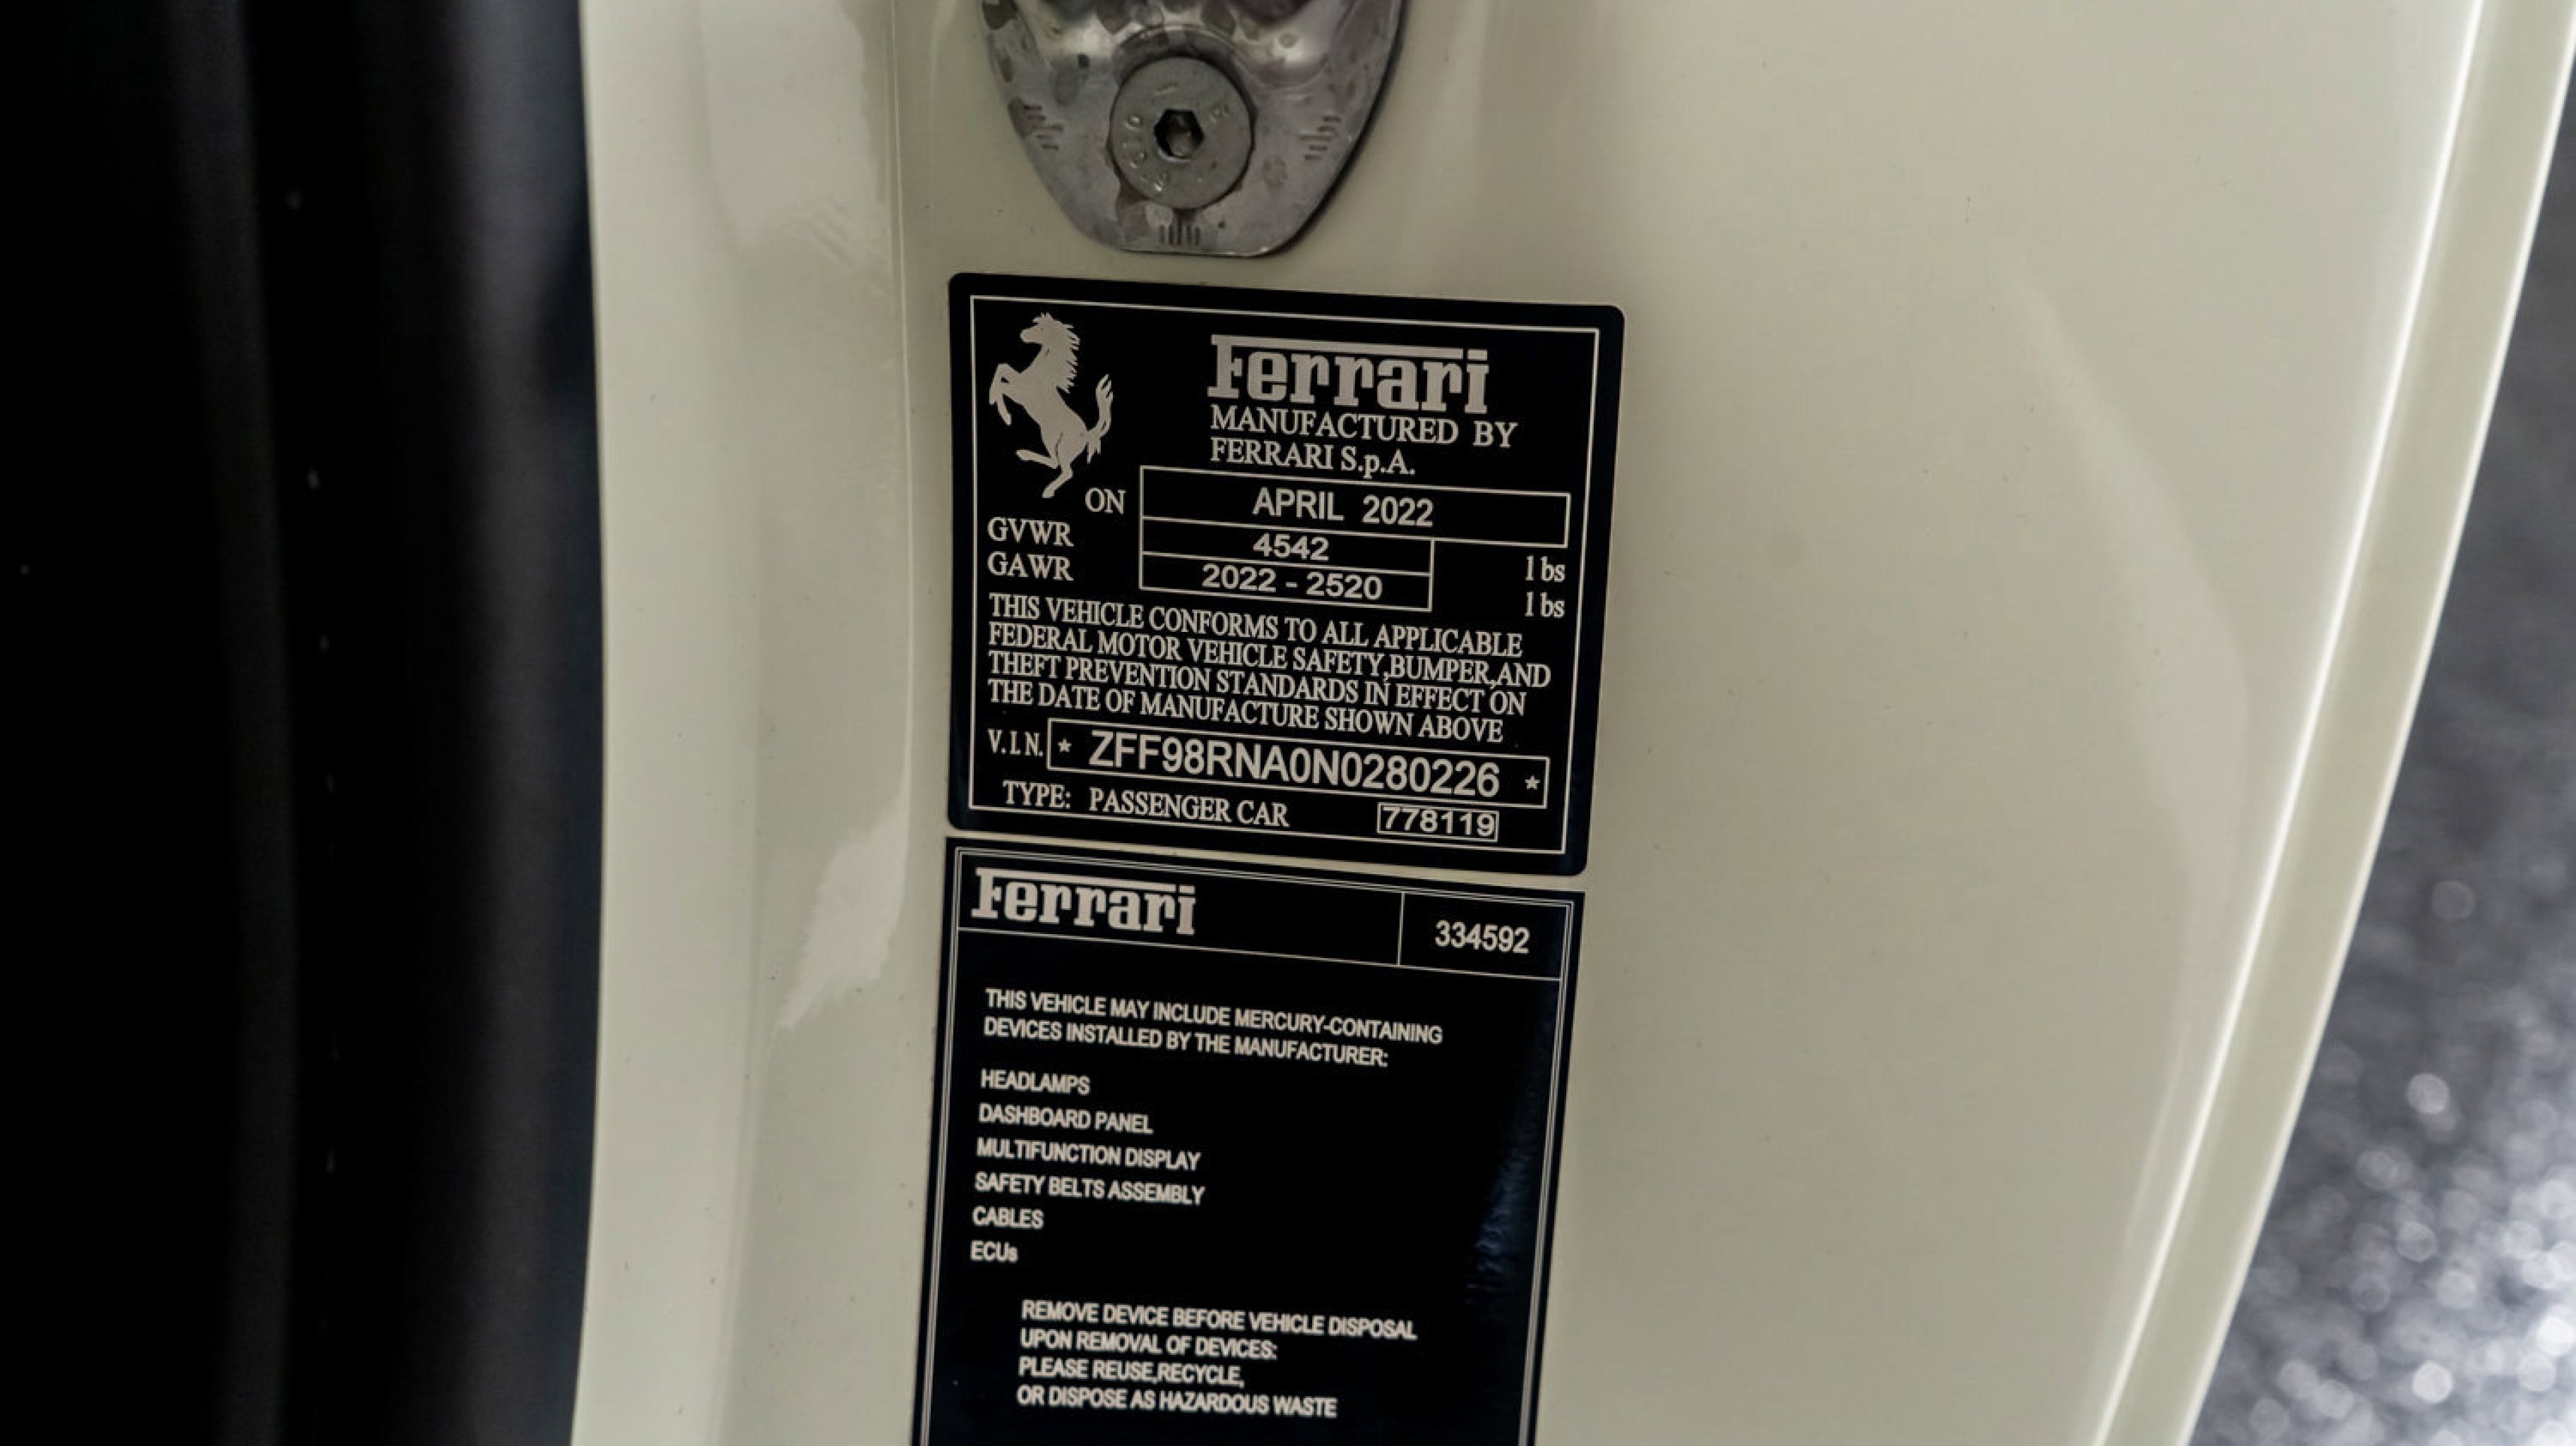 Ferrari
MANUFACTURED BY
FERRARI S.p.A.
ON APRIL 2022
GVWR 4542 lbs
GAWR 2022 - 2520 lbs
THIS VEHICLE CONFORMS TO ALL APPLICABLE
FEDERAL MOTOR VEHICLE SAFETY,BUMPER,AND
THEFT PREVENTION STANDARDS IN EFFECT ON
THE DATE OF MANUFACTURE SHOWN ABOVE
V.I.N. * ZFF98RNA0N0280226 *
TYPE: PASSENGER CAR 778119
Ferrari 334592
THIS VEHICLE MAY INCLUDE MERCURY-CONTAINING
DEVICES INSTALLED BY THE MANUFACTURER:
HEADLAMPS
DASHBOARD PANEL
MULTIFUNCTION DISPLAY
SAFETY BELTS ASSEMBLY
CABLES
ECUs
REMOVE DEVICE BEFORE VEHICLE DISPOSAL
UPON REMOVAL OF DEVICES:
PLEASE REUSE,RECYCLE,
OR DISPOSE AS HAZARDOUS WASTE